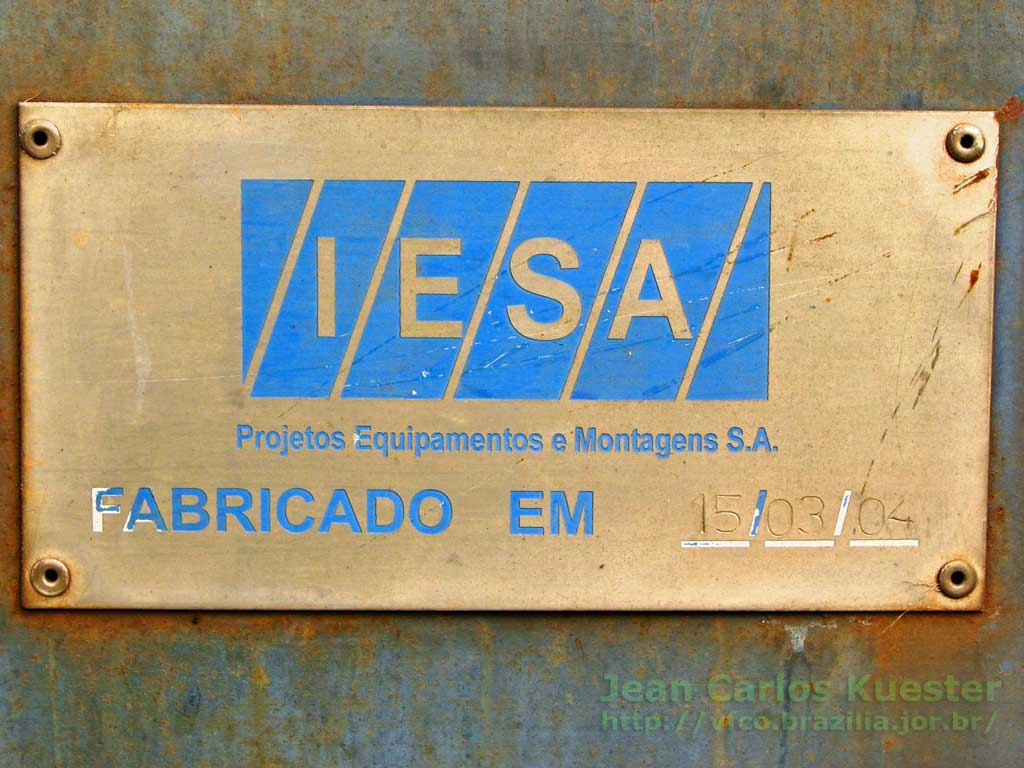 IESA
Projetos Equipamentos e Montagens S.A.
FABRICADO EM 15/03/04
Jean Carlos Kuester
http://vfco.brazilia.jor.br/